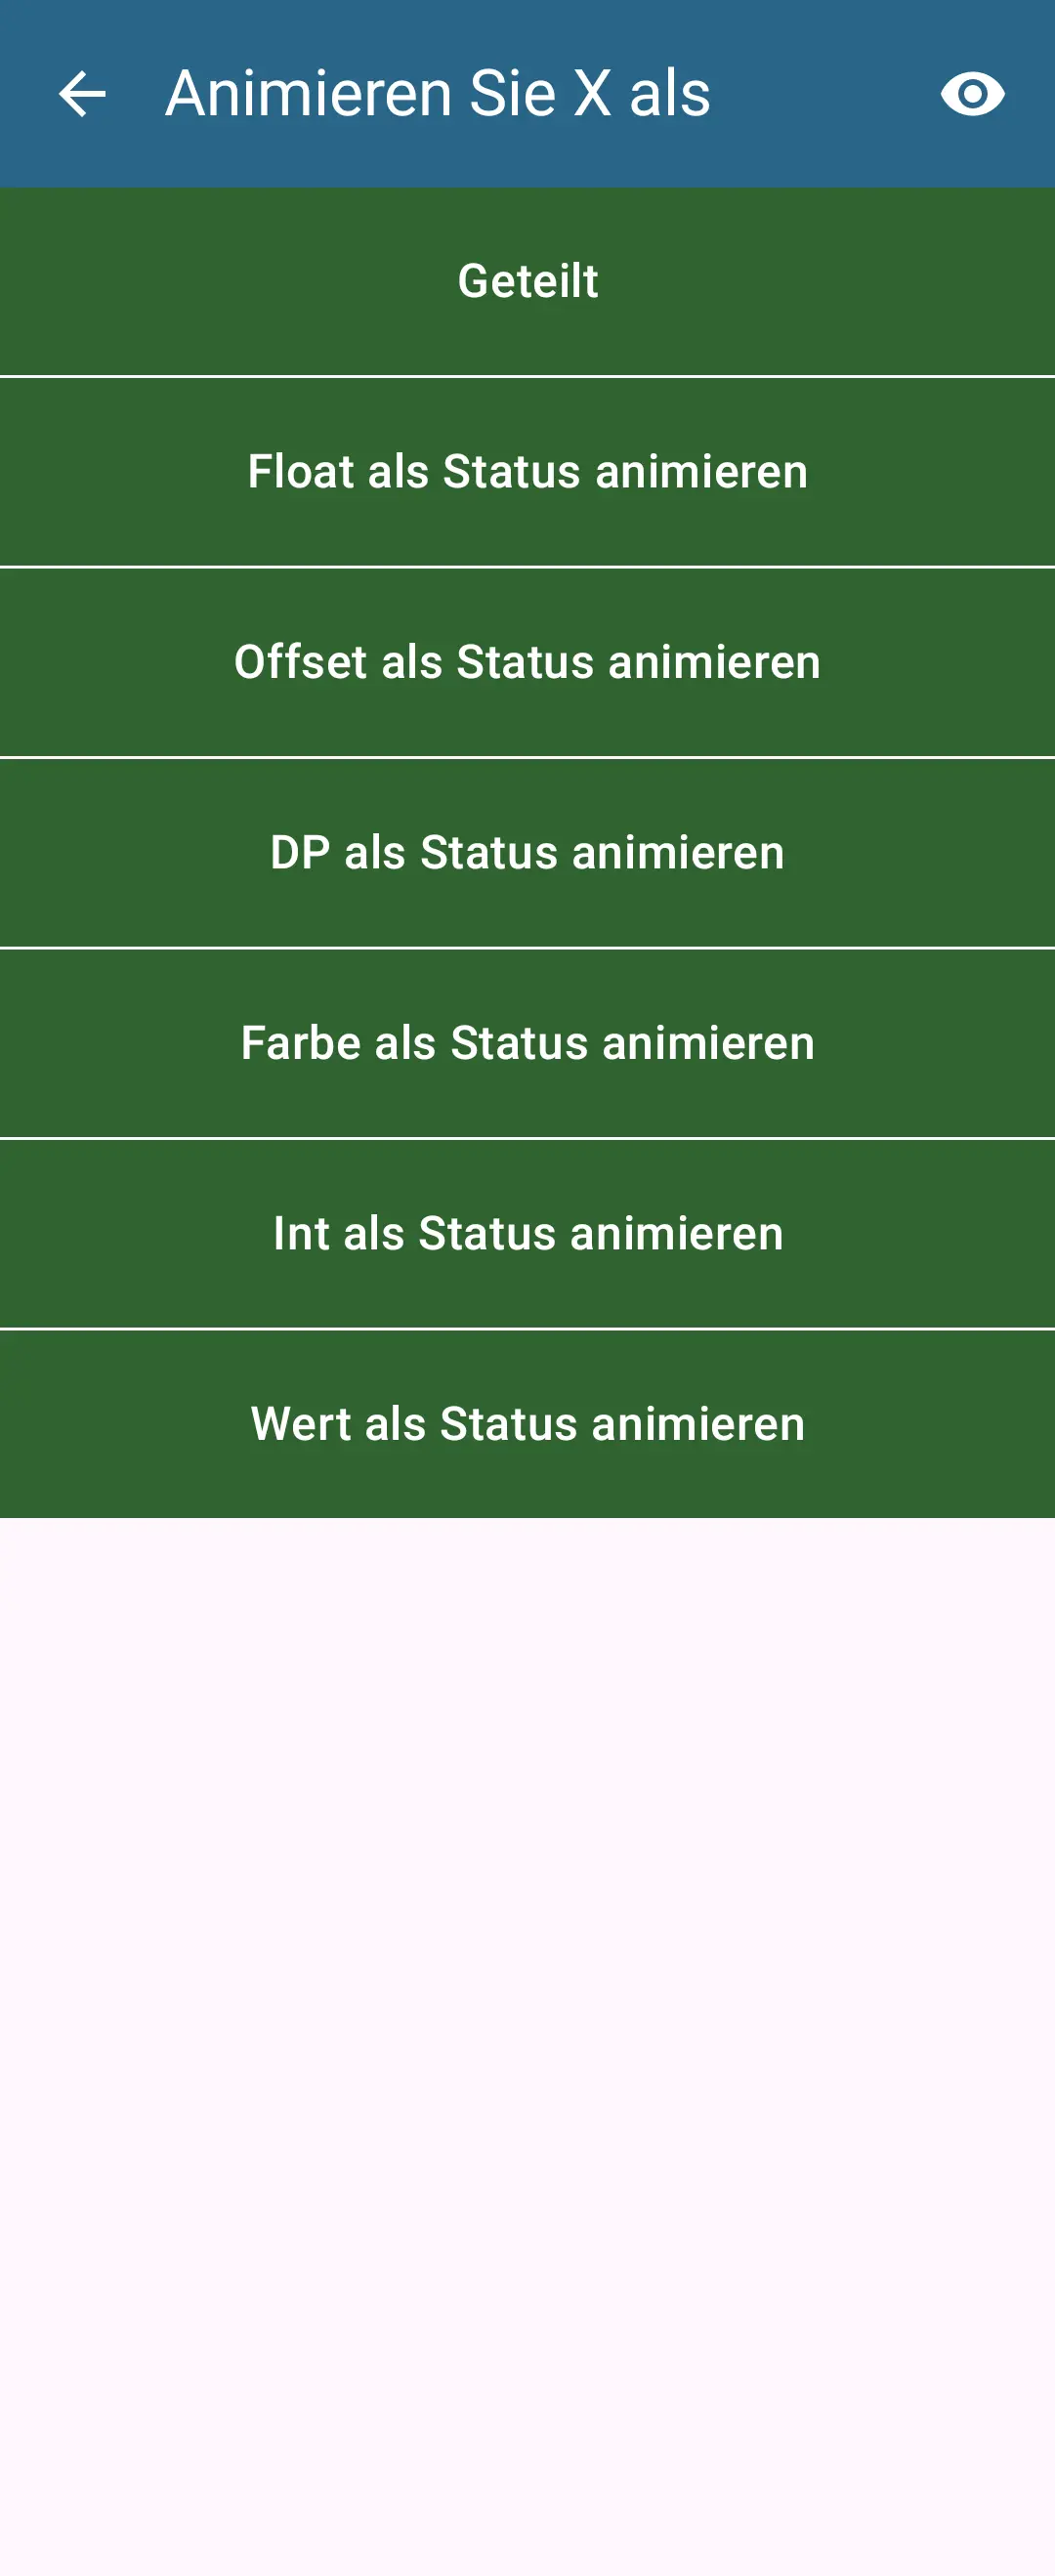 Animieren Sie X als
Geteilt
Float als Status animieren
Offset als Status animieren
DP als Status animieren
Farbe als Status animieren
Int als Status animieren
Wert als Status animieren